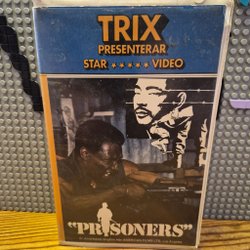 TRIX
PRESENTERAR
STAR ★★★★★ VIDEO
"PRISONERS"